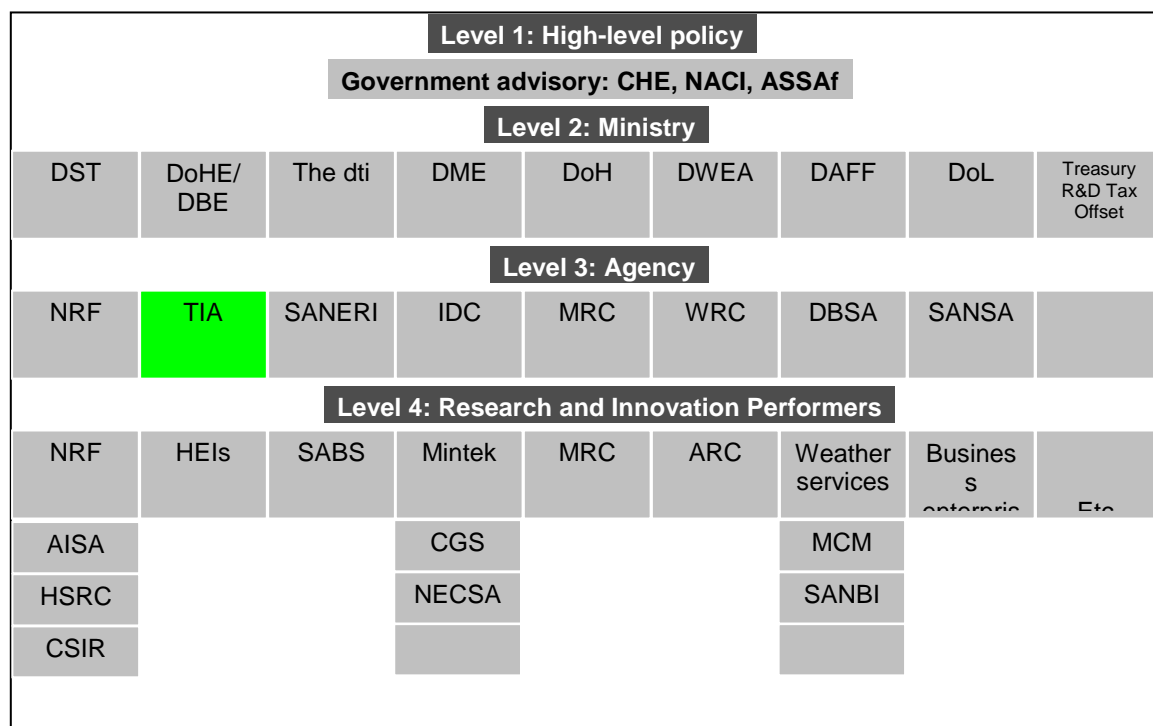 Level 1: High-level policy
Government advisory: CHE, NACI, ASSAf
Level 2: Ministry
DST
DoHE/
DBE
The dti
DME
DoH
DWEA
DAFF
DoL
Treasury
R&D Tax
Offset
Level 3: Agency
NRF
TIA
SANERI
IDC
MRC
WRC
DBSA
SANSA
Level 4: Research and Innovation Performers
NRF
HEIs
SABS
Mintek
MRC
ARC
Weather
services
Busines
s
enterpris
Etc
AISA
CGS
MCM
HSRC
NECSA
SANBI
CSIR